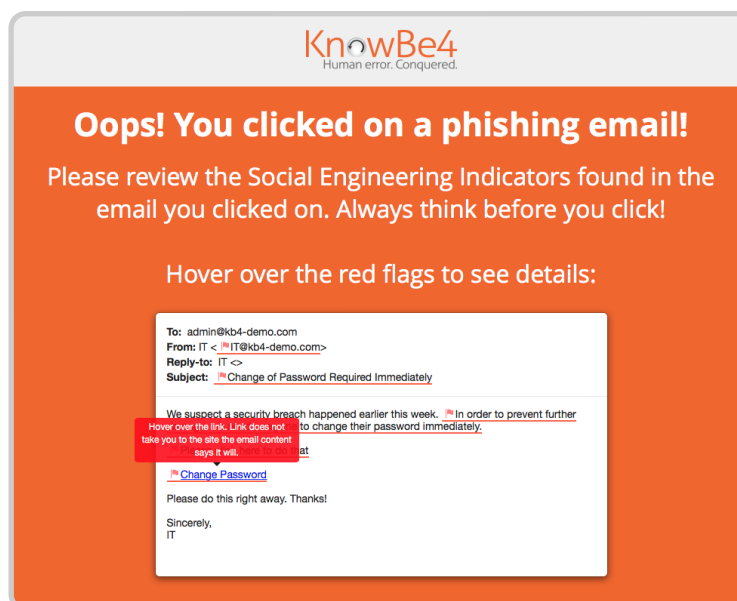 KnowBe4
Human error. Conquered.
Oops! You clicked on a phishing email!
Please review the Social Engineering Indicators found in the
email you clicked on. Always think before you click!
Hover over the red flags to see details:
To: admin@kb4-demo.com
From: IT < IT@kb4-demo.com>
Reply-to: IT <>
Subject: Change of Password Required Immediately
We suspect a security breach happened earlier this week. In order to prevent further
to change their password immediately.
Hover over the link. Link does not
take you to the site the email content
says it will.
here to do that
Change Password
Please do this right away. Thanks!
Sincerely,
IT